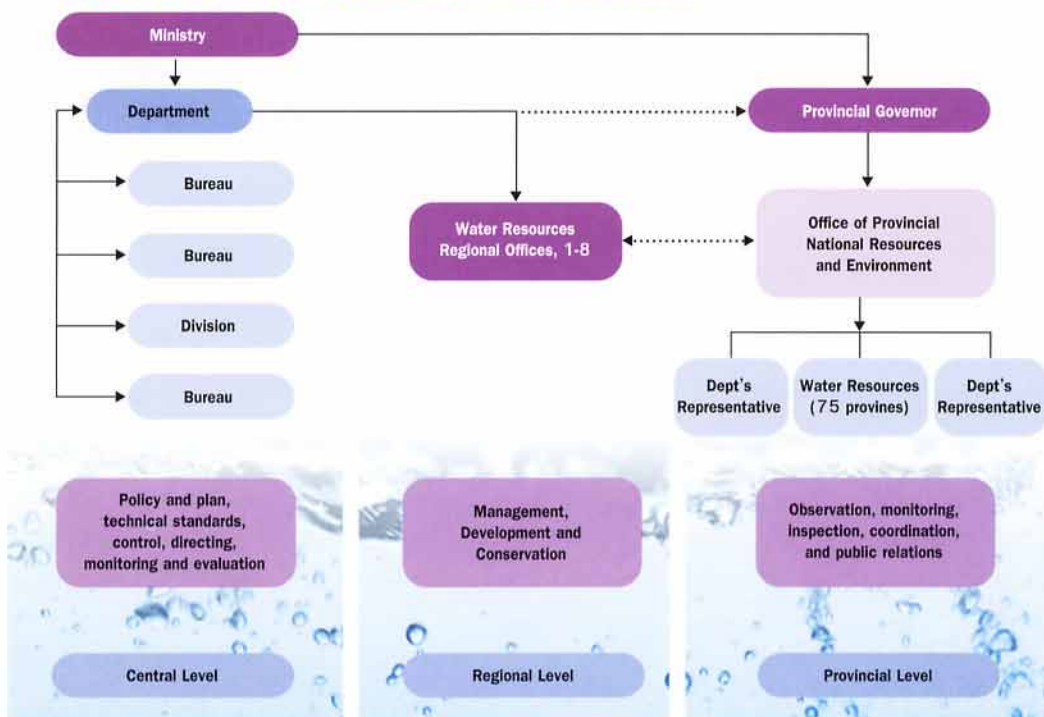 Ministry
Department
Provincial Governor
Bureau
Bureau
Division
Bureau
Water Resources
Regional Offices, 1-8
Office of Provincial
National Resources
and Environment
Dept's
Representative
Water Resources
(75 provines)
Dept's
Representative
Policy and plan,
technical standards,
control, directing,
monitoring and evaluation
Management,
Development and
Conservation
Observation, monitoring,
inspection, coordination,
and public relations
Central Level
Regional Level
Provincial Level